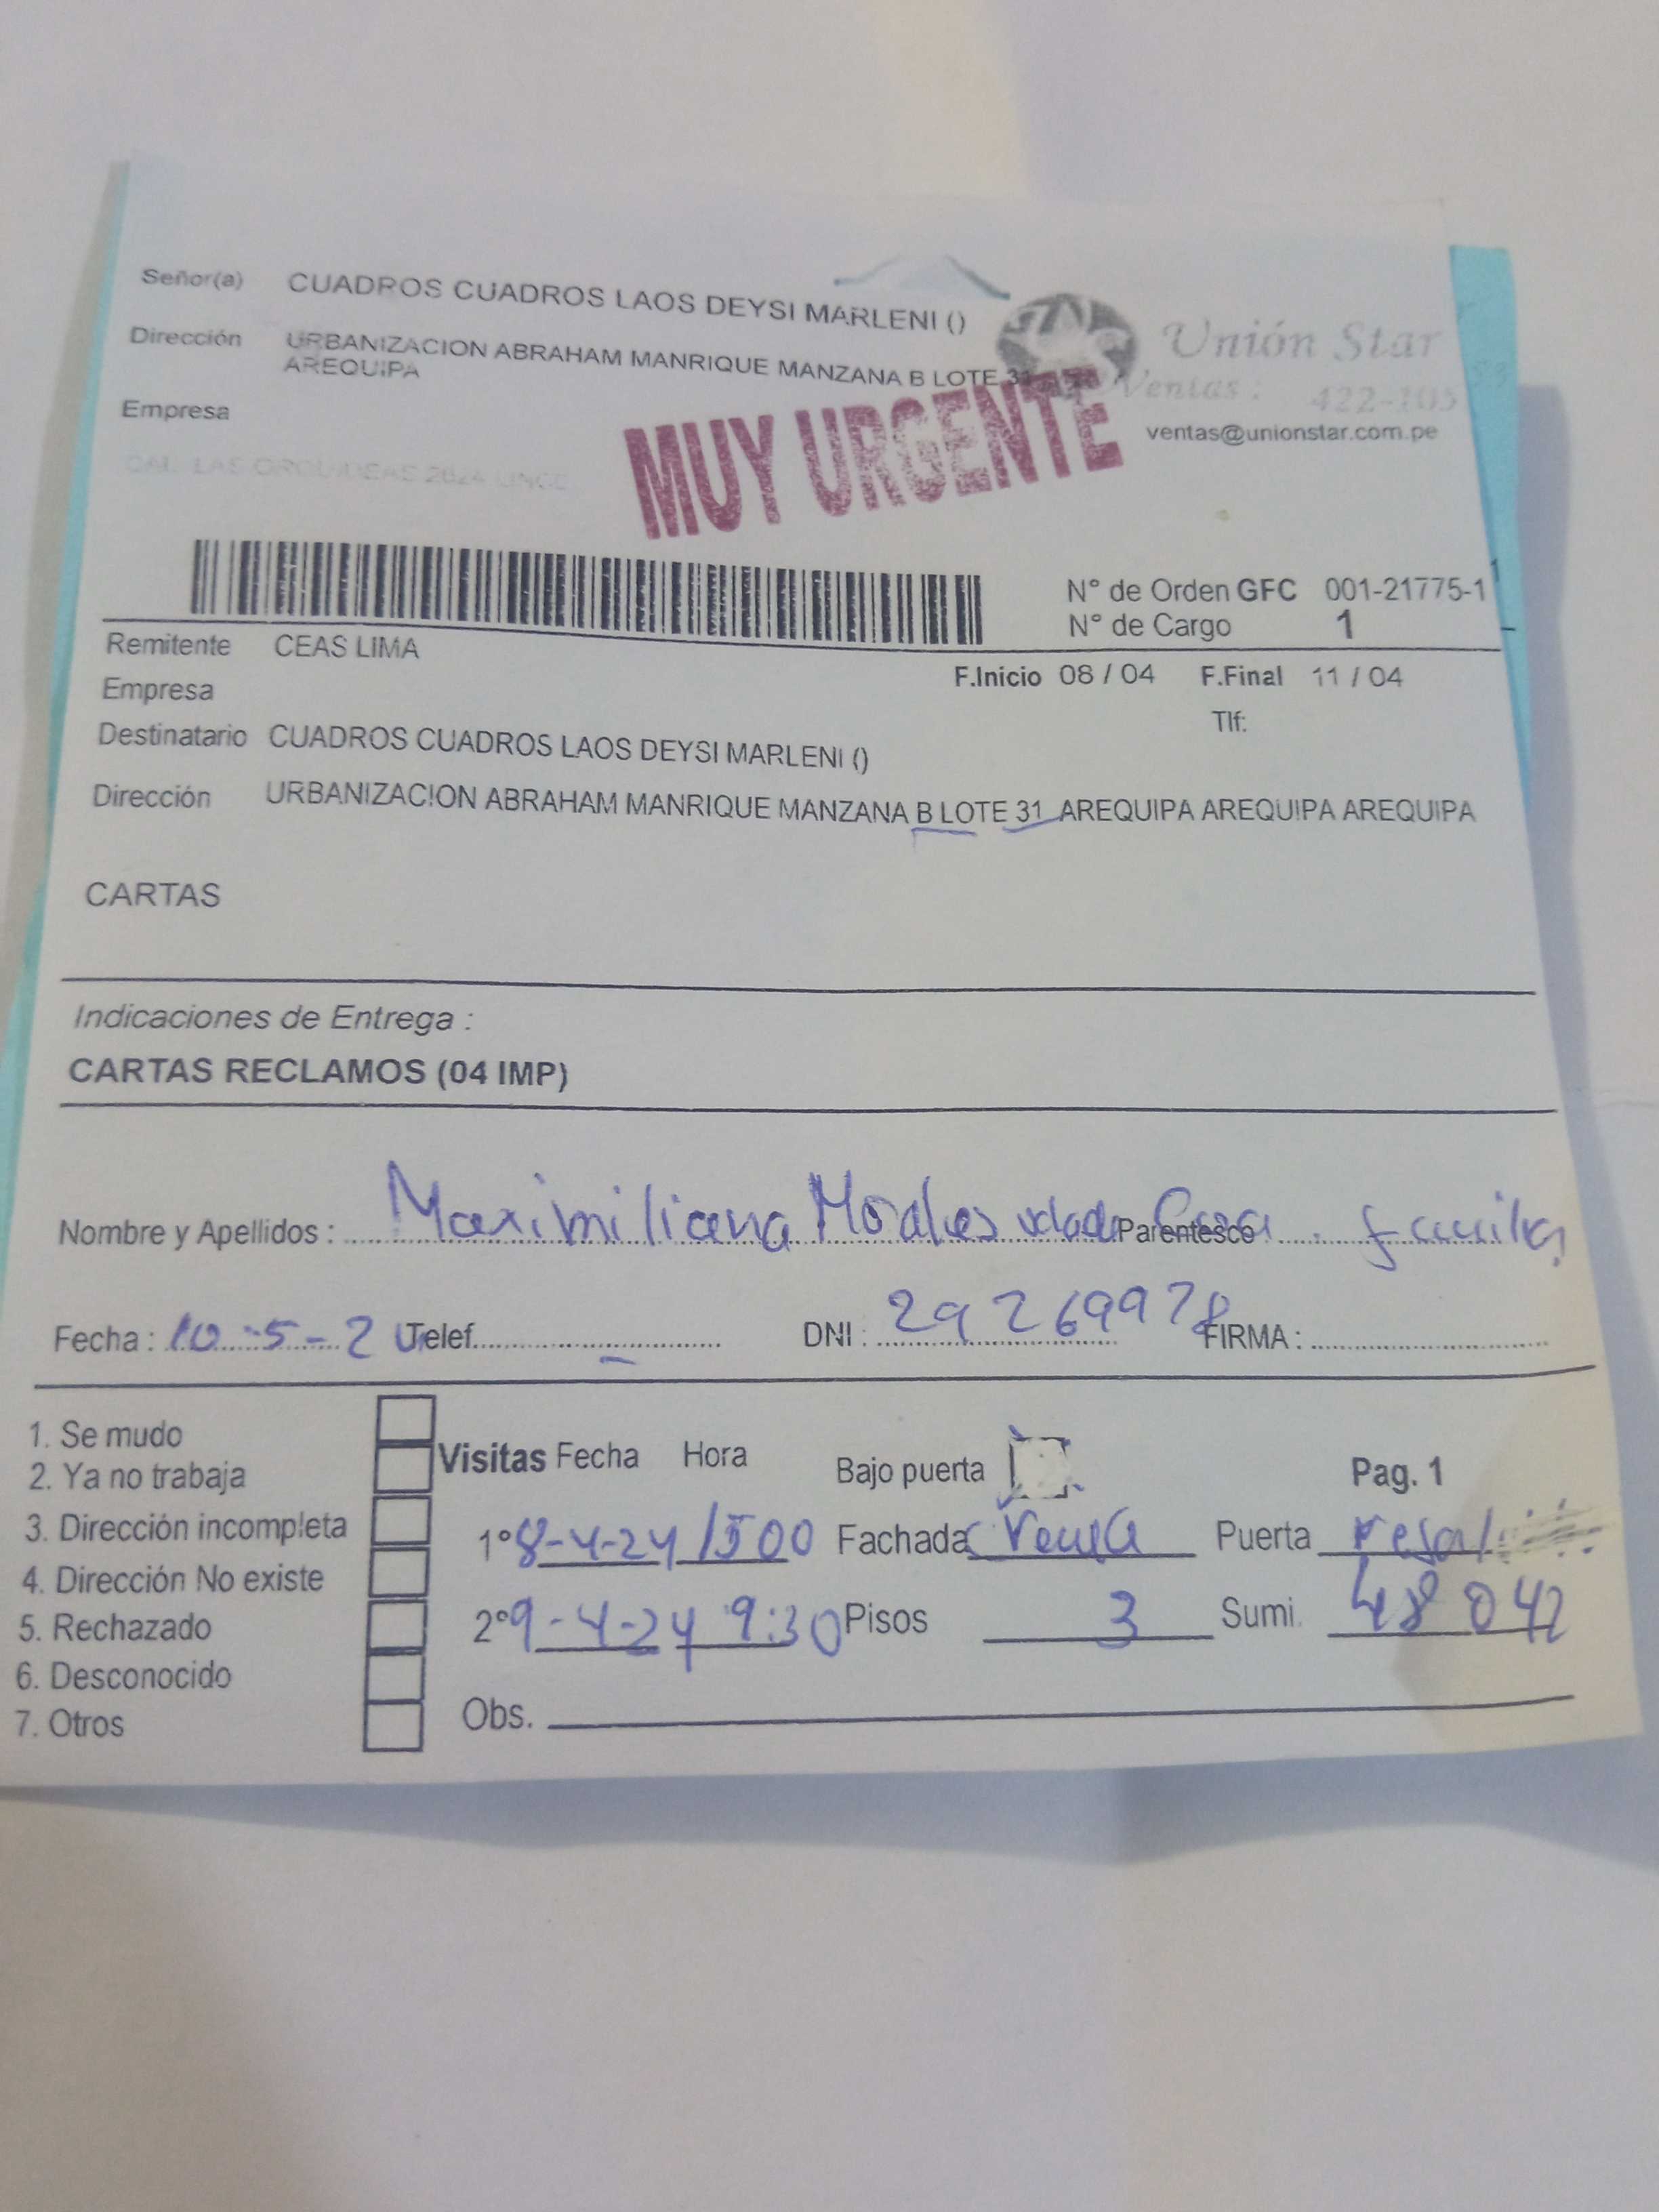 Señor(a) CUADROS CUADROS LAOS DEYSI MARLENI ()
Dirección URBANIZACION ABRAHAM MANRIQUE MANZANA B LOTE 31
AREQUIPA
Unión Star
Ventas : 422-105
ventas@unionstar.com.pe
Empresa
MUY URGENTE
N° de Orden GFC 001-21775-1
N° de Cargo 1
Remitente CEAS LIMA
F.Inicio 08 / 04 F.Final 11 / 04
Empresa
Tlf:
Destinatario CUADROS CUADROS LAOS DEYSI MARLENI ()
Dirección URBANIZACION ABRAHAM MANRIQUE MANZANA B LOTE 31 AREQUIPA AREQUIPA AREQUIPA
CARTAS
Indicaciones de Entrega :
CARTAS RECLAMOS (04 IMP)
Nombre y Apellidos : Maximiliana Morales Parentesco
Fecha : 10-5-2 Telef. DNI : 29269978 FIRMA :
1. Se mudo
2. Ya no trabaja
3. Dirección incompleta
4. Dirección No existe
5. Rechazado
6. Desconocido
7. Otros
Visitas Fecha Hora Bajo puerta Pag. 1
1° 8-4-24 1500 Fachada Puerta
2° 9-4-24 9:30 Pisos 3 Sumi. 48042
Obs.